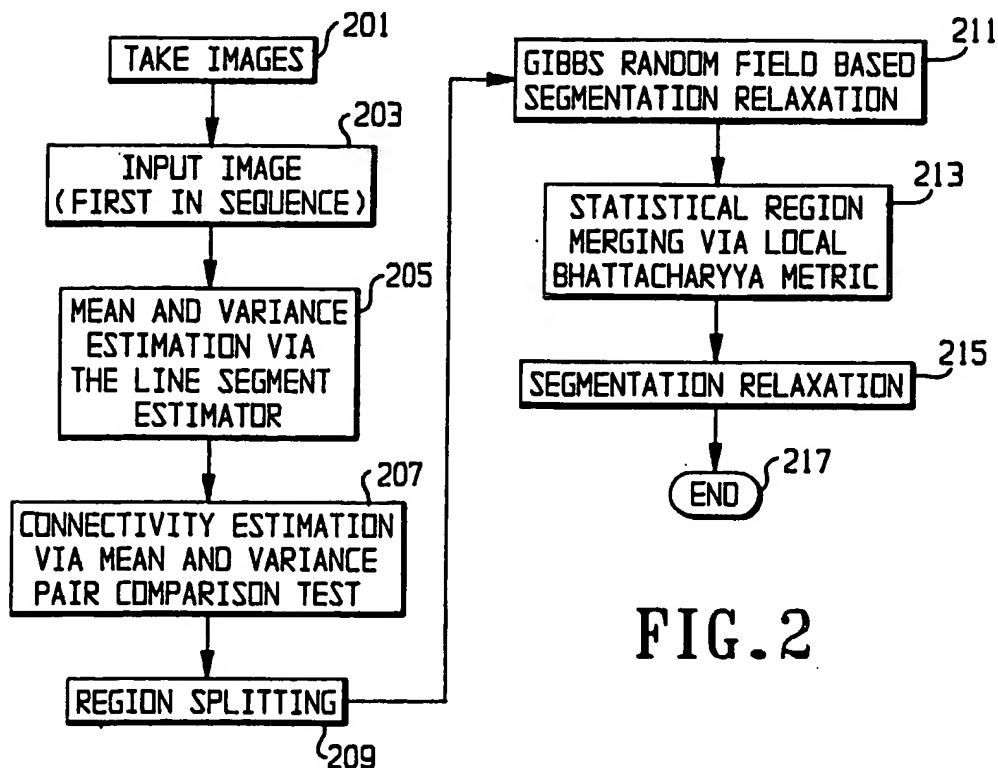 201
TAKE IMAGES
203
INPUT IMAGE
(FIRST IN SEQUENCE)
205
MEAN AND VARIANCE
ESTIMATION VIA
THE LINE SEGMENT
ESTIMATOR
207
CONNECTIVITY ESTIMATION
VIA MEAN AND VARIANCE
PAIR COMPARISON TEST
REGION SPLITTING
209
211
GIBBS RANDOM FIELD BASED
SEGMENTATION RELAXATION
213
STATISTICAL REGION
MERGING VIA LOCAL
BHATTACHARYYA METRIC
215
SEGMENTATION RELAXATION
217
END
FIG.2